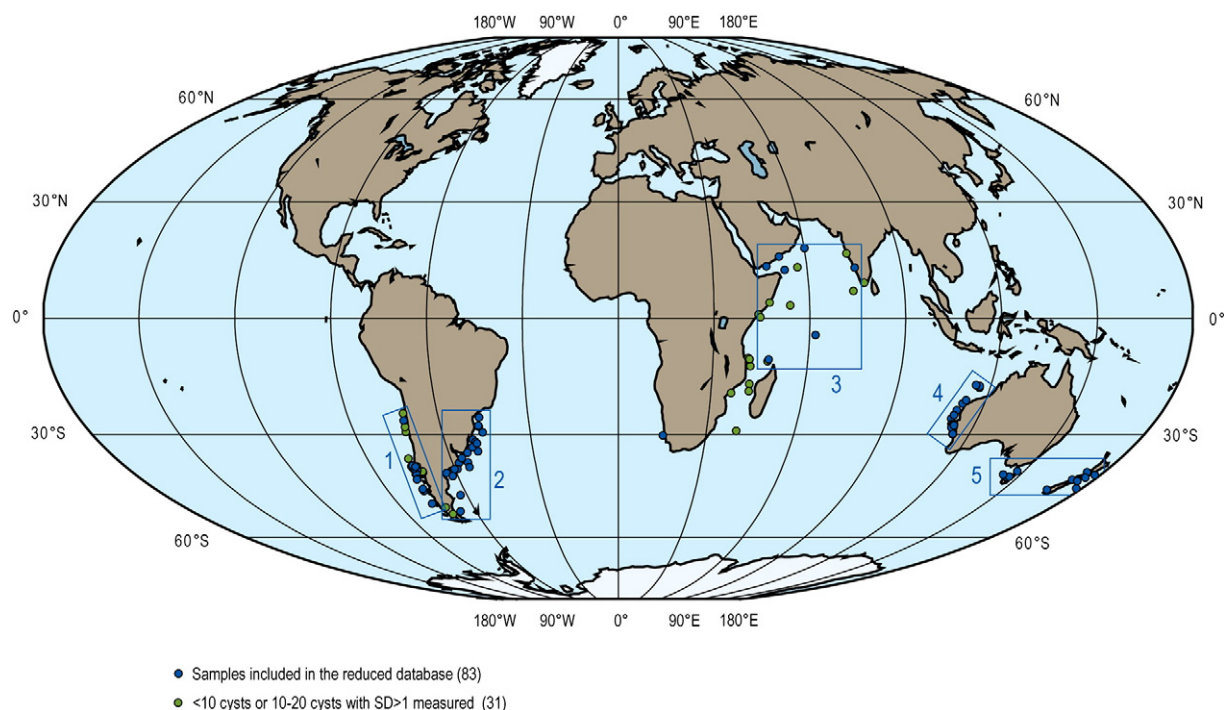 180°W 90°W 0° 90°E 180°E
60°N 60°N
30°N 30°N
0° 0°
3
4
30°S 30°S
1 2 5
60°S 60°S
180°W 90°W 0° 90°E 180°E
Samples included in the reduced database (83)
<10 cysts or 10-20 cysts with SD>1 measured (31)